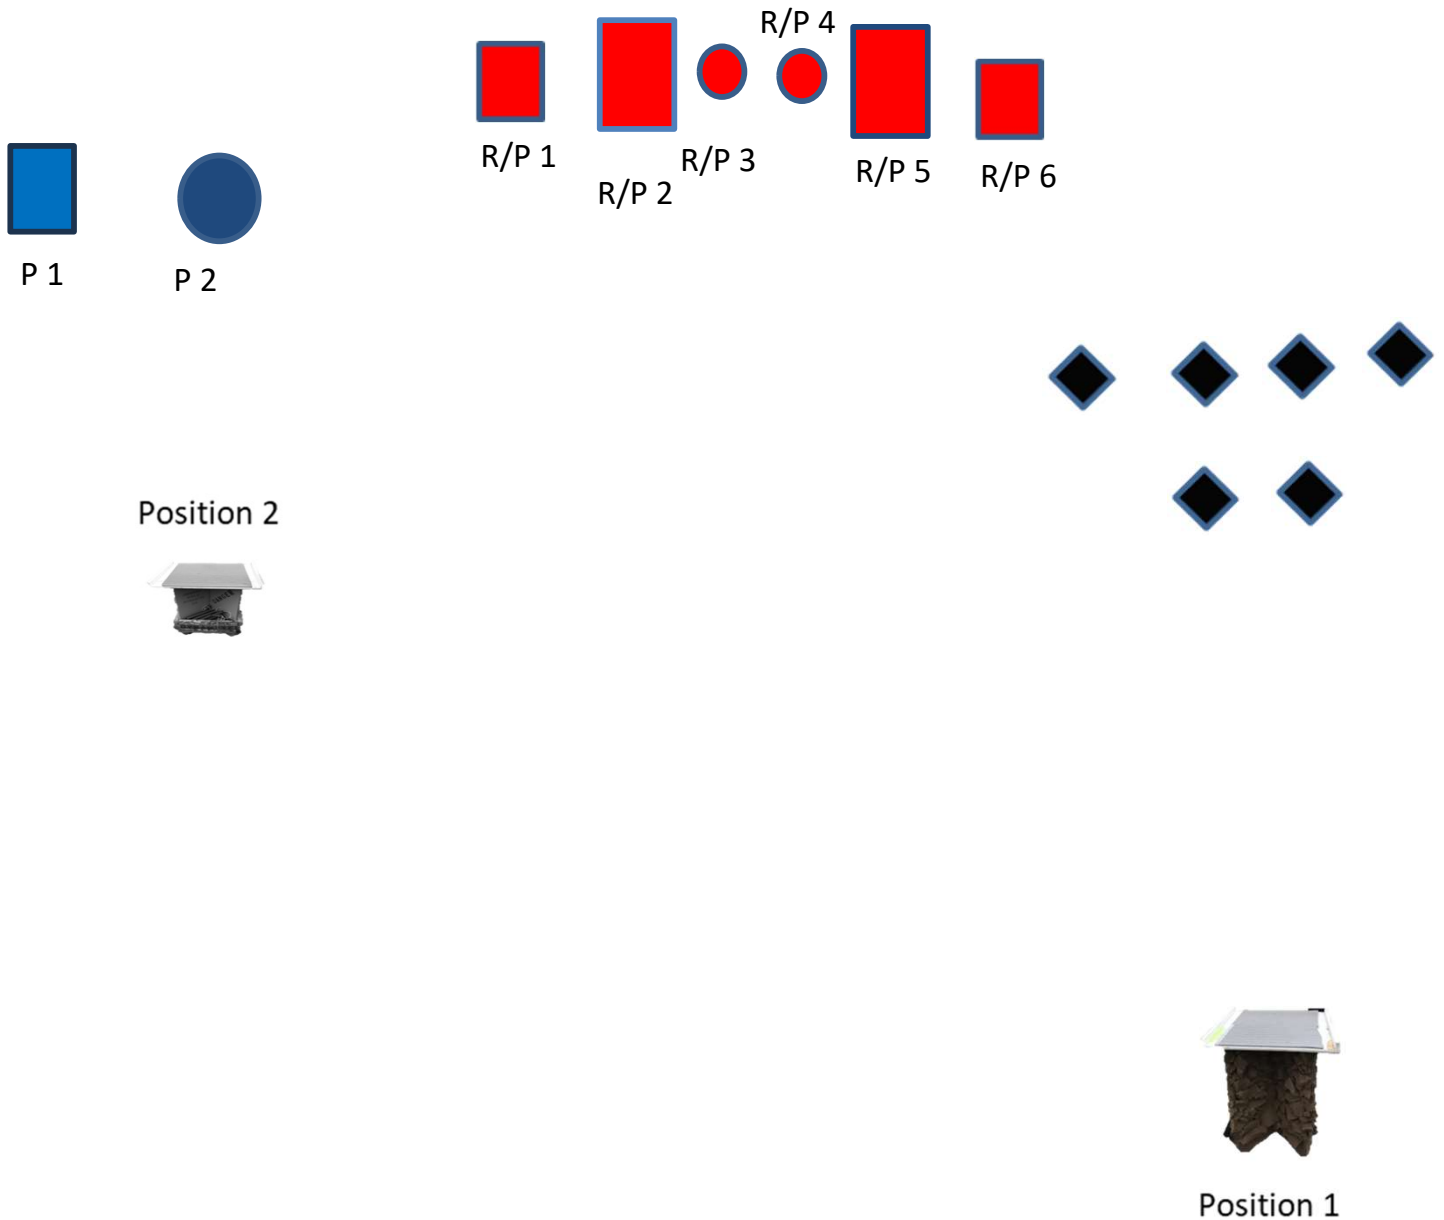 R/P 4
R/P 1
R/P 3
R/P 5
R/P 6
R/P 2
P 1
P 2
Position 2
Position 1